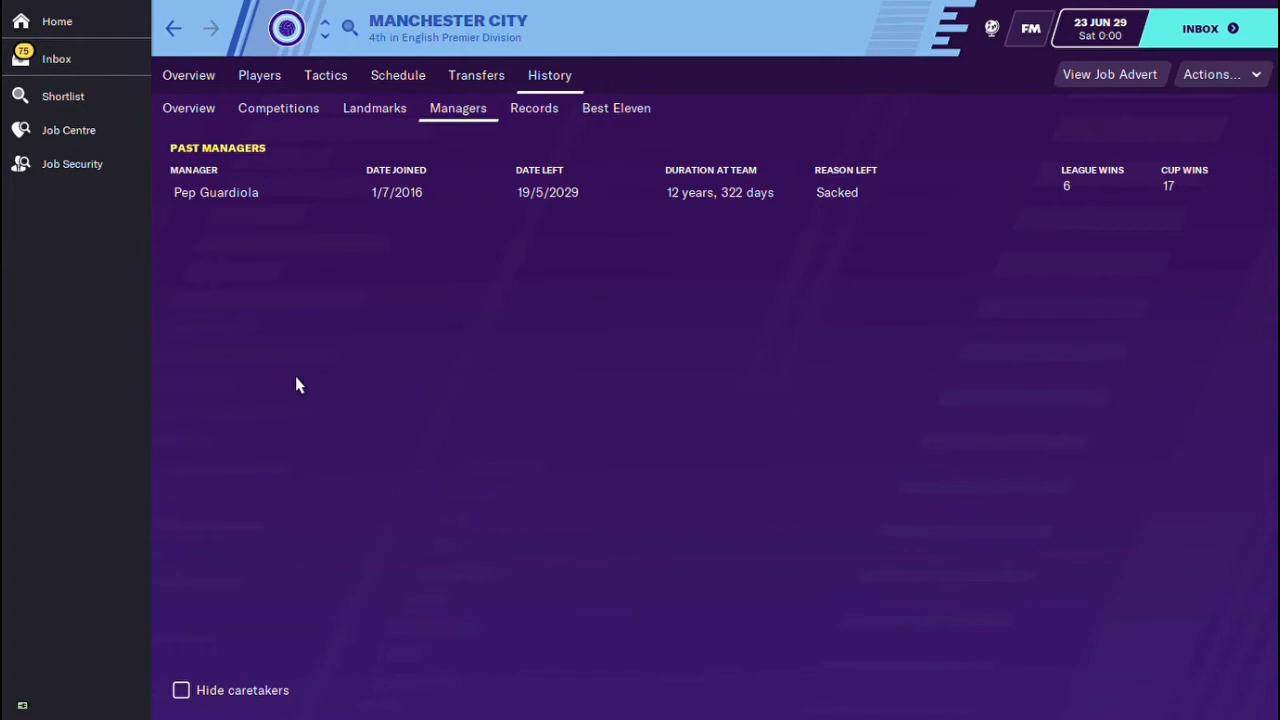 Home
75
Inbox
Shortlist
Job Centre
Job Security
MANCHESTER CITY
4th in English Premier Division
FM
23 JUN 29
Sat 0:00
INBOX
Overview Players Tactics Schedule Transfers History
View Job Advert Actions...
Overview Competitions Landmarks Managers Records Best Eleven
PAST MANAGERS
MANAGER DATE JOINED DATE LEFT DURATION AT TEAM REASON LEFT LEAGUE WINS CUP WINS
Pep Guardiola 1/7/2016 19/5/2029 12 years, 322 days Sacked 6 17
Hide caretakers